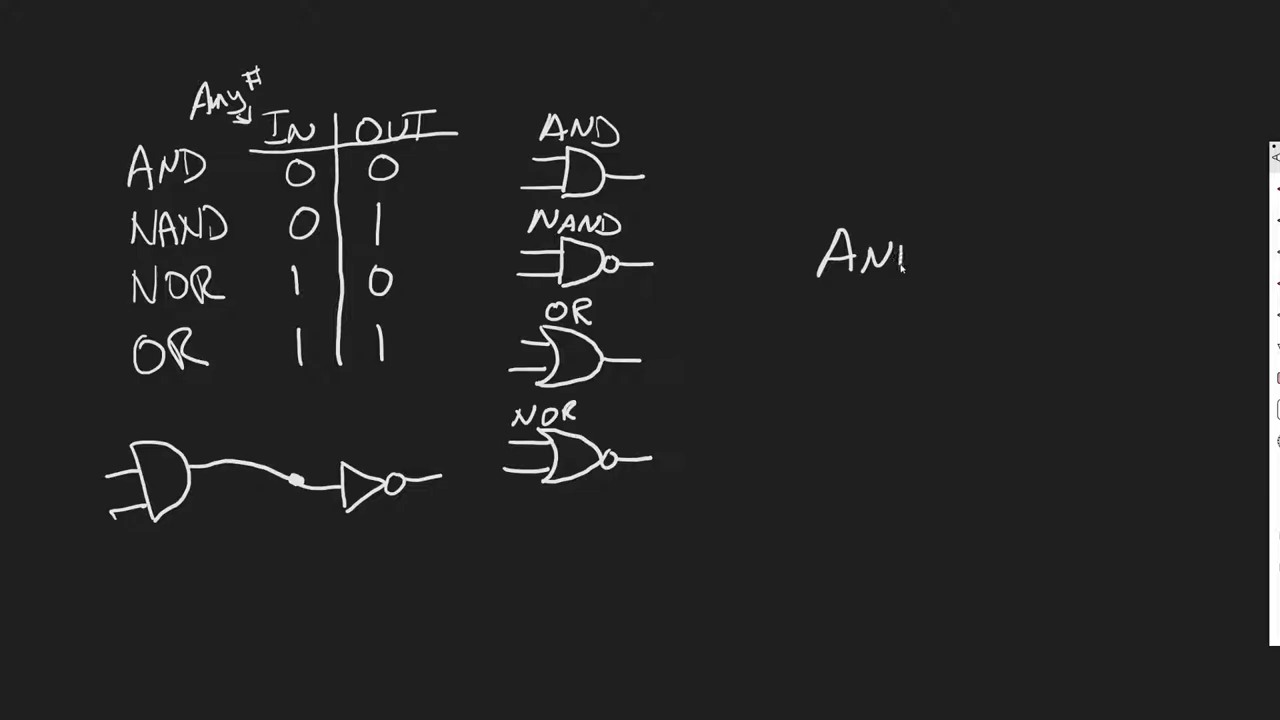 Any #
IN OUT
AND 0 0
NAND 0 1
NOR 1 0
OR 1 1
AND
NAND
OR
NOR
AN